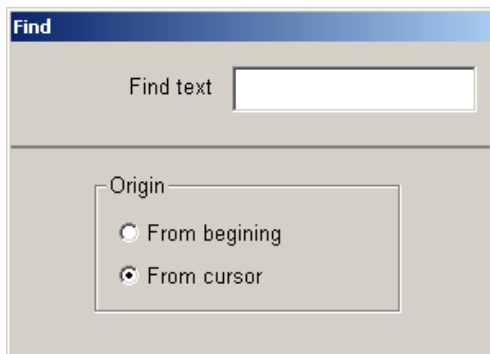 Find
Find text
Origin
From begining
From cursor